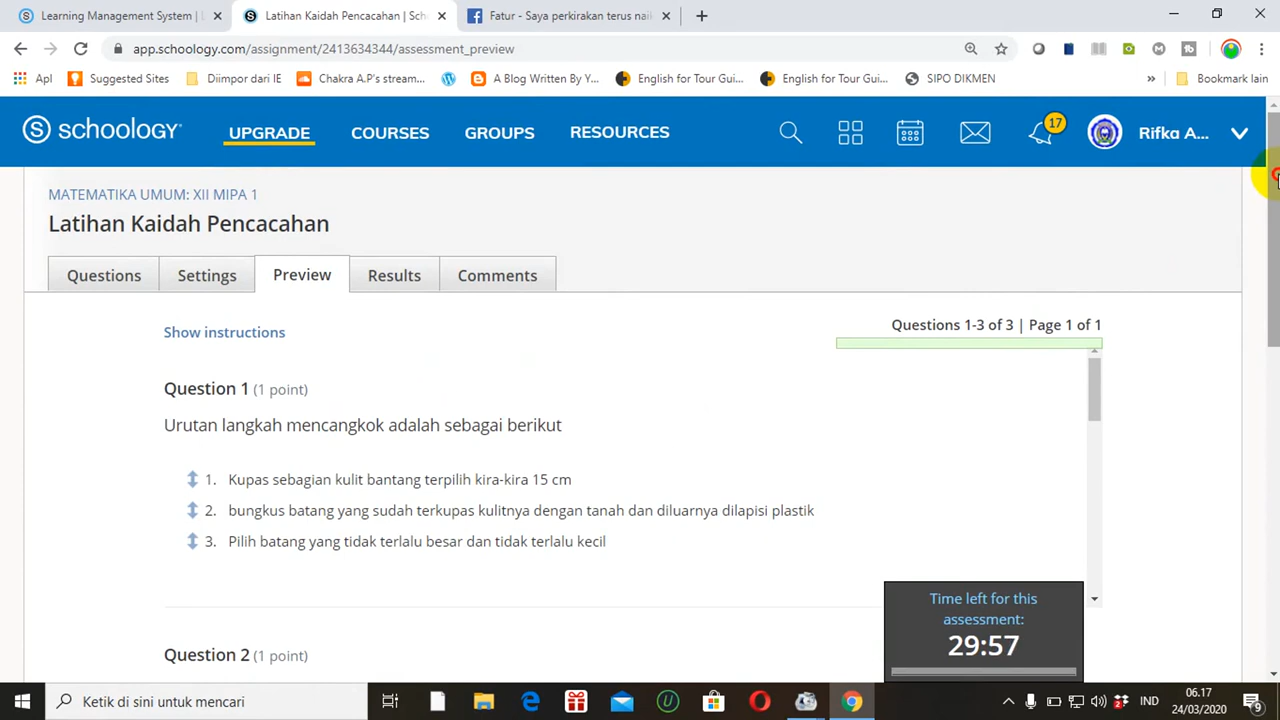 Learning Management System | L
Latihan Kaidah Pencacahan | Sch
Fatur - Saya perkirakan terus nai
app.schoology.com/assignment/2413634344/assessment_preview
Apl
Suggested Sites
Diimpor dari IE
Chakra A.P's stream...
A Blog Written By Y...
English for Tour Gui...
English for Tour Gui...
SIPO DIKMEN
»
Bookmark lain
S schoology
UPGRADE
COURSES
GROUPS
RESOURCES
17
Rifka A...
MATEMATIKA UMUM: XII MIPA 1
Latihan Kaidah Pencacahan
Questions
Settings
Preview
Results
Comments
Show instructions
Questions 1-3 of 3 | Page 1 of 1
Question 1 (1 point)
Urutan langkah mencangkok adalah sebagai berikut
1. Kupas sebagian kulit bantang terpilih kira-kira 15 cm
2. bungkus batang yang sudah terkupas kulitnya dengan tanah dan diluarnya dilapisi plastik
3. Pilih batang yang tidak terlalu besar dan tidak terlalu kecil
Time left for this
assessment:
29:57
Question 2 (1 point)
Ketik di sini untuk mencari
IND
06.17
24/03/2020
9